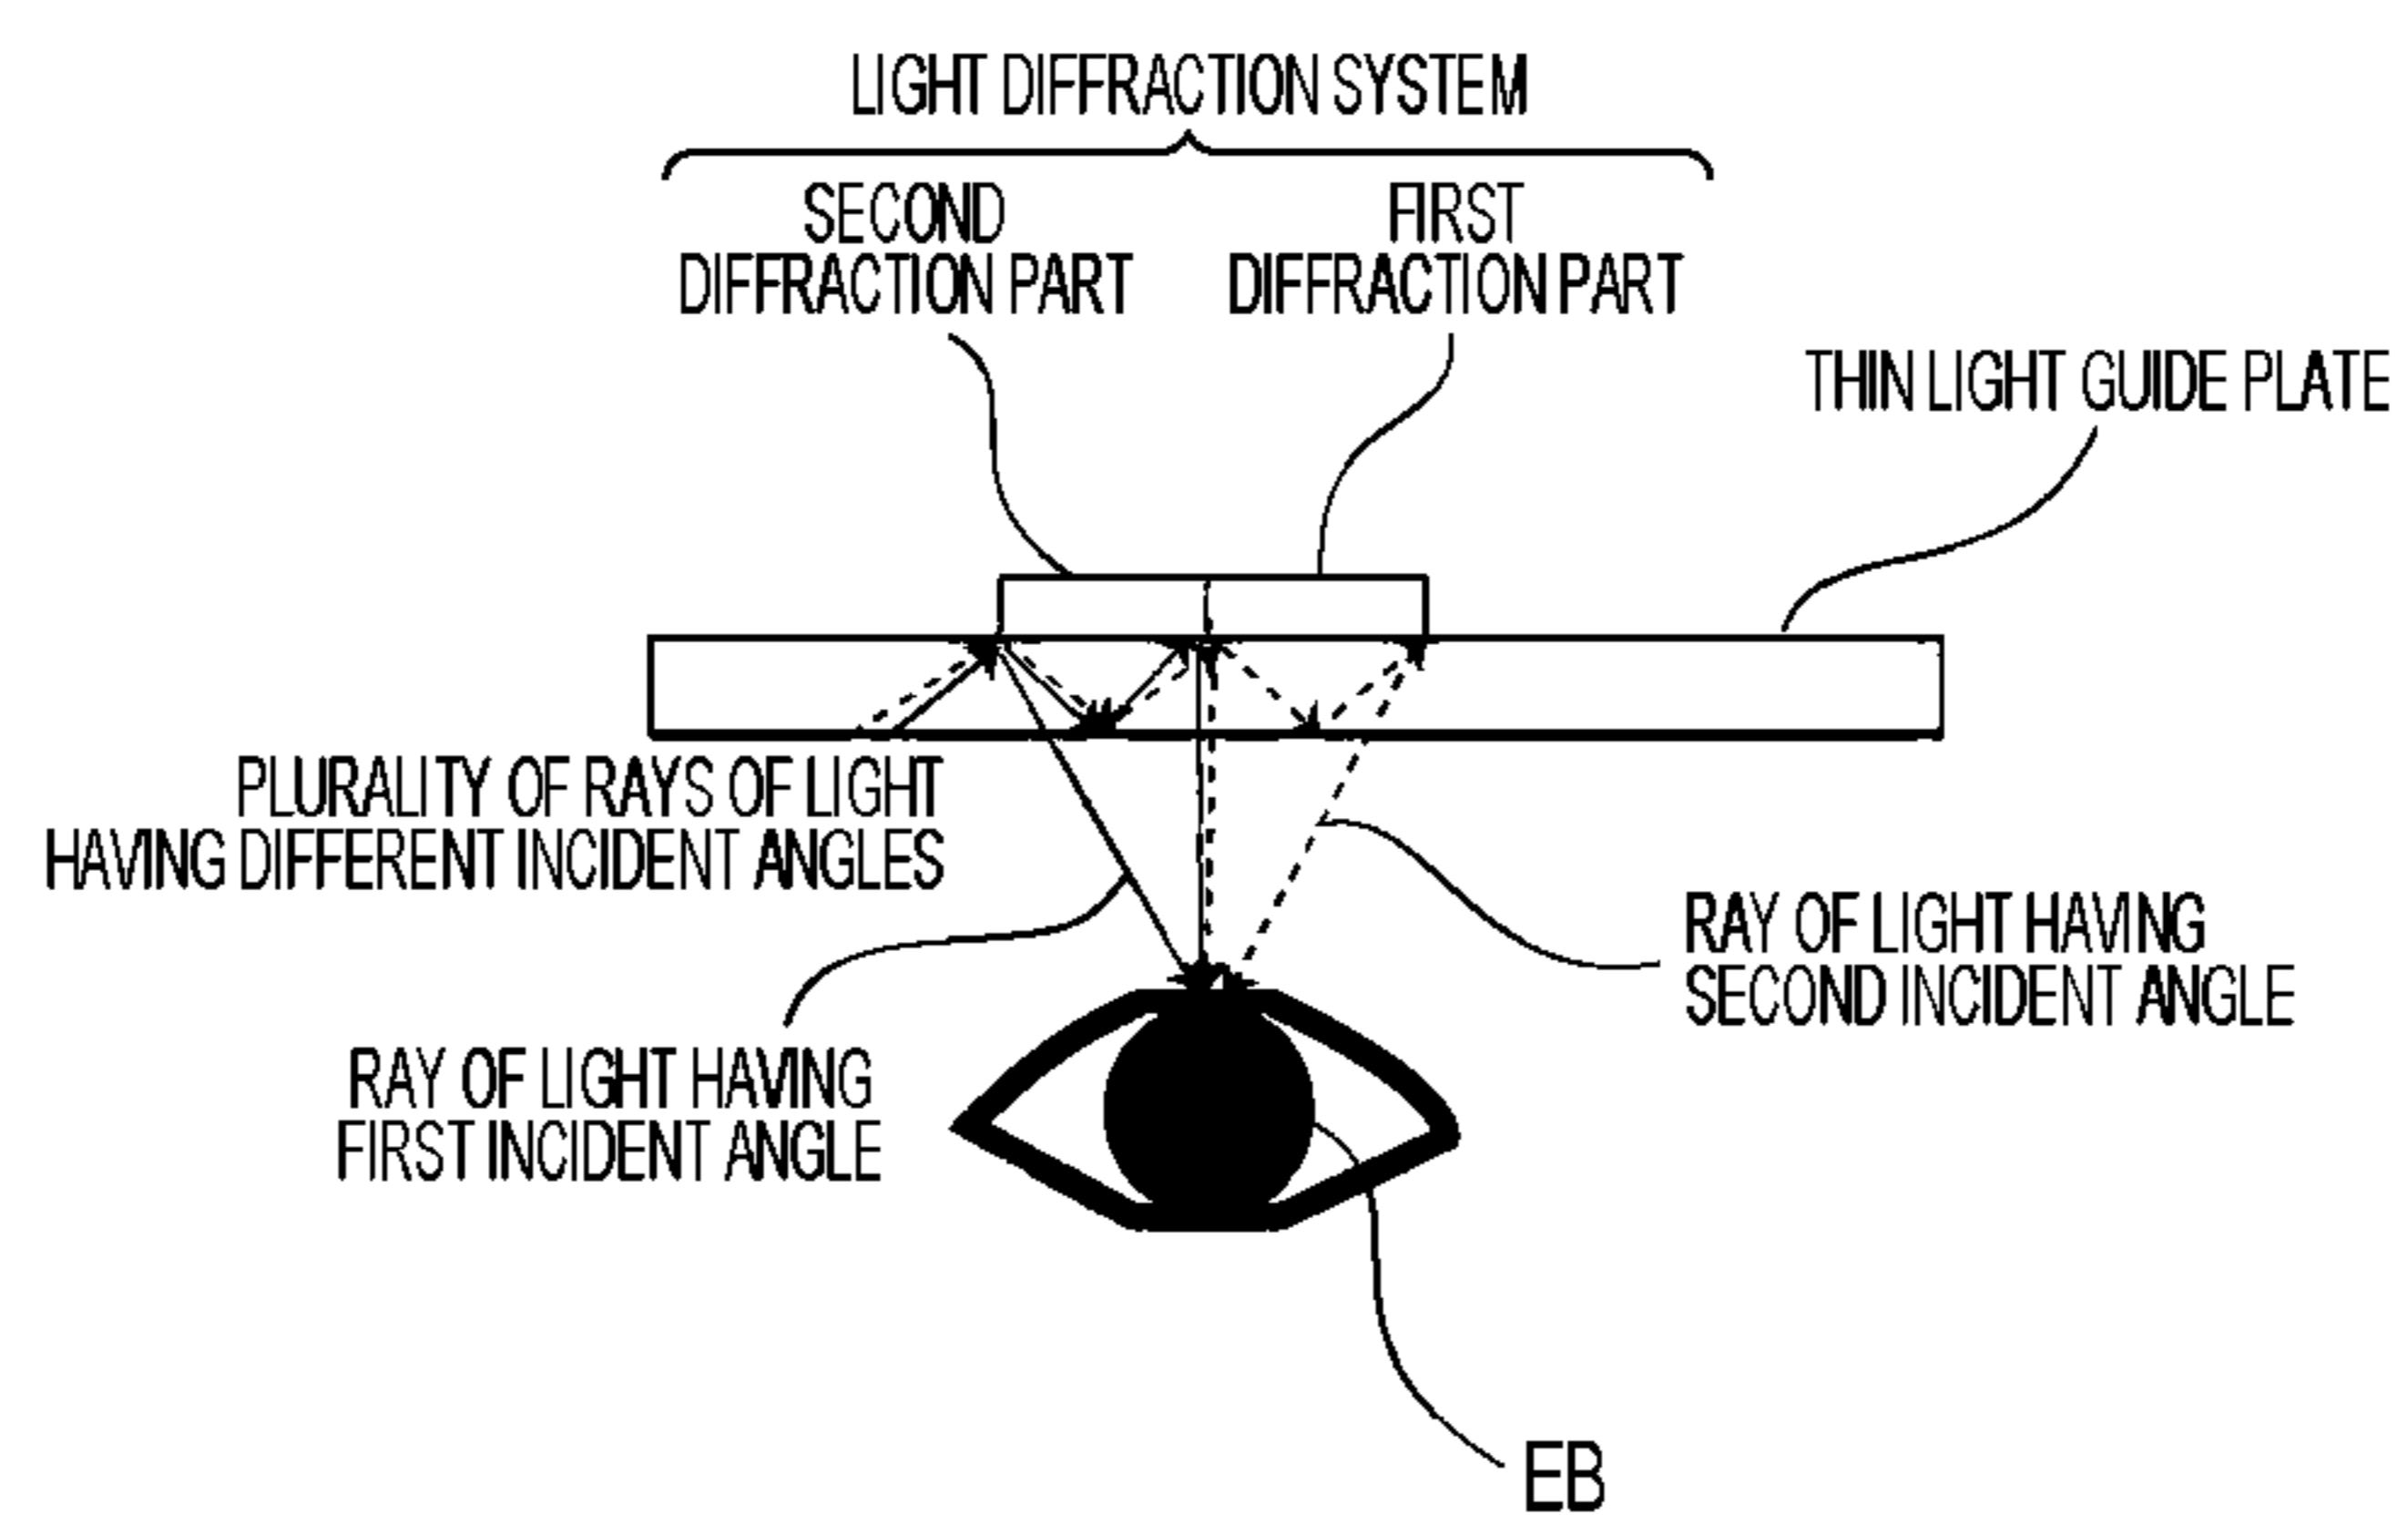 LIGHT DIFFRACTION SYSTEM
SECOND
DIFFRACTION PART
FIRST
DIFFRACTION PART
THIN LIGHT GUIDE PLATE
PLURALITY OF RAYS OF LIGHT
HAVING DIFFERENT INCIDENT ANGLES
RAY OF LIGHT HAVING
SECOND INCIDENT ANGLE
RAY OF LIGHT HAVING
FIRST INCIDENT ANGLE
EB